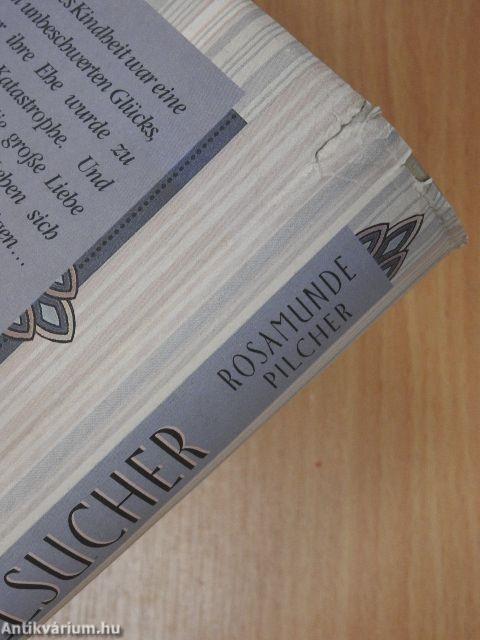 Kindheit war eine
unbeschwerten Glücks,
ihre Ehe wurde zu
Katastrophe. Und
große Liebe
sich
ROSAMUNDE
PILCHER
SUCHER
Antikvárium.hu